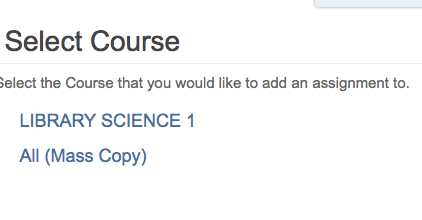 Select Course
Select the Course that you would like to add an assignment to.
LIBRARY SCIENCE 1
All (Mass Copy)